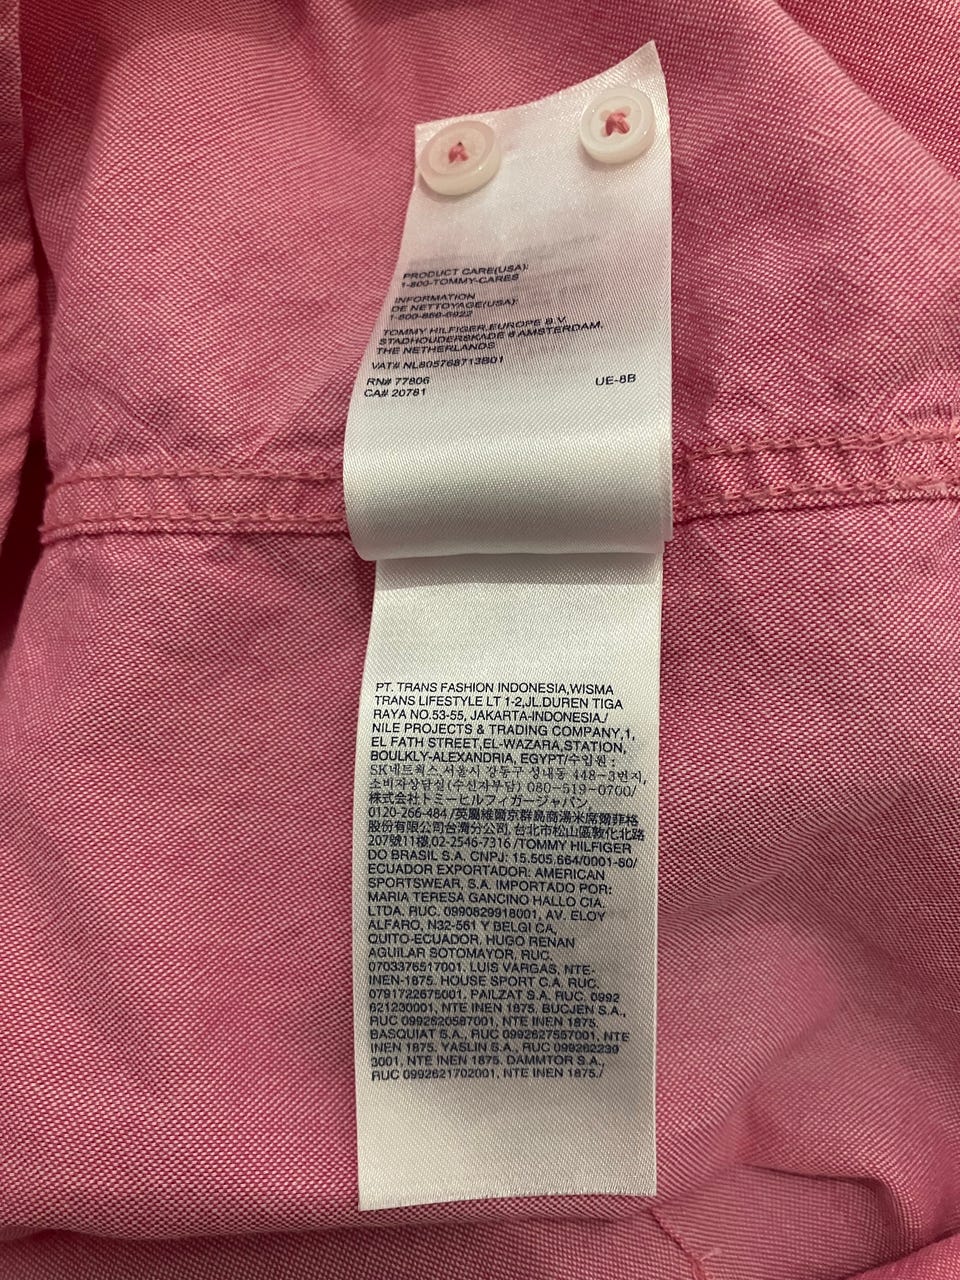 PRODUCT CARE(USA):
1-800-TOMMY-CARES
INFORMATION
DE NETTOYAGE(USA):
1-800-866-6922
TOMMY HILFIGER EUROPE B.V.
STADHOUDERSKADE 6 AMSTERDAM,
THE NETHERLANDS
VAT# NL805768713B01
RN# 77806 UE-8B
CA# 20781
PT. TRANS FASHION INDONESIA,WISMA
TRANS LIFESTYLE LT 1-2,JL.DUREN TIGA
RAYA NO.53-55, JAKARTA-INDONESIA./
NILE PROJECTS & TRADING COMPANY,1,
EL FATH STREET,EL-WAZARA,STATION,
BOULKLY-ALEXANDRIA, EGYPT/수입원 :
SK네트웍스,서울시 강동구 성내동 448-3번지,
소비자상담실(수신자부담) 080-519-0700/
株式会社トミーヒルフィガージャパン,
0120-266-484/英屬維爾京群島商湯米席爾菲格
股份有限公司台灣分公司,台北市松山區敦化北路
207號11樓,02-2546-7316/TOMMY HILFIGER
DO BRASIL S.A. CNPJ: 15.505.664/0001-60/
ECUADOR EXPORTADOR: AMERICAN
SPORTSWEAR, S.A. IMPORTADO POR:
MARIA TERESA GANCINO HALLO CIA.
LTDA. RUC. 0990829918001, AV. ELOY
ALFARO, N32-561 Y BELGI CA,
QUITO-ECUADOR. HUGO RENAN
AGUILAR SOTOMAYOR, RUC.
0703376517001. LUIS VARGAS, NTE-
INEN-1875. HOUSE SPORT C.A. RUC.
0791722675001. PAILZAT S.A. RUC. 0992
621230001, NTE INEN 1875. BUCJEN S.A.,
RUC 0992620587001, NTE INEN 1875.
BASQUIAT S.A., RUC 0992627557001, NTE
INEN 1875. YASLIN S.A., RUC 099262239
3001, NTE INEN 1875. DAMMTOR S.A.,
RUC 0992621702001, NTE INEN 1875./